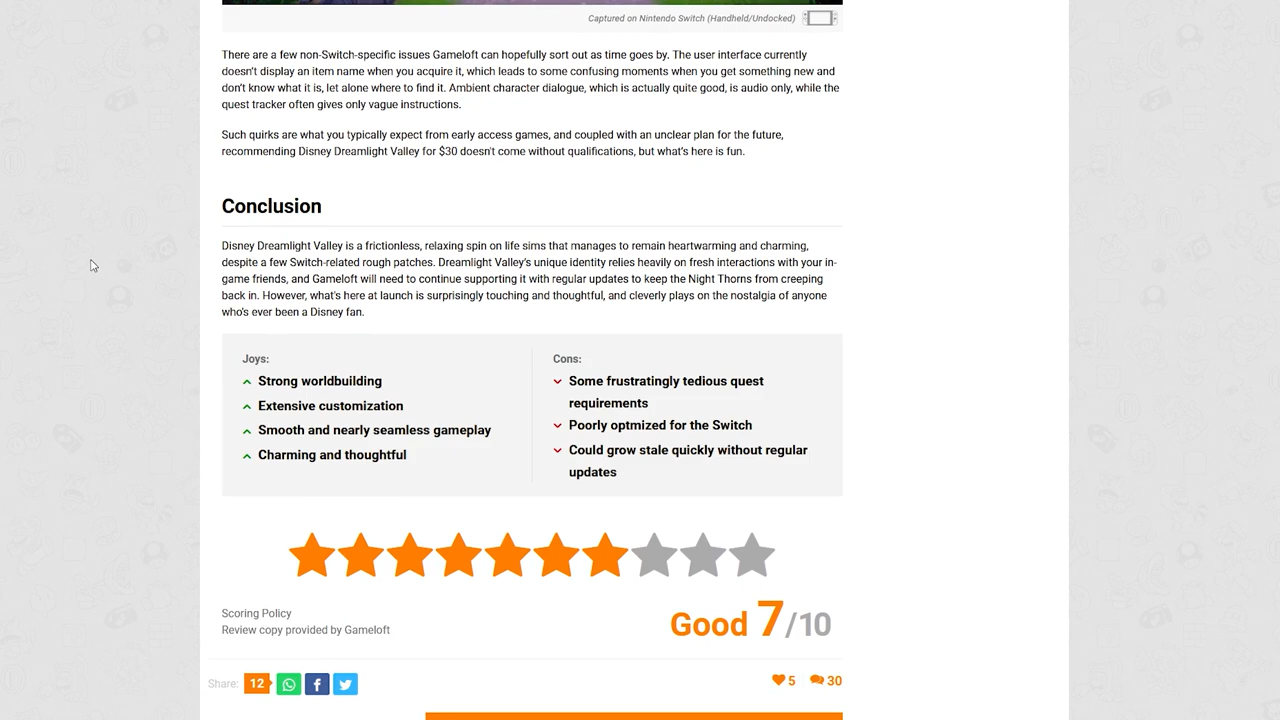 Captured on Nintendo Switch (Handheld/Undocked)
There are a few non-Switch-specific issues Gameloft can hopefully sort out as time goes by. The user interface currently
doesn't display an item name when you acquire it, which leads to some confusing moments when you get something new and
don't know what it is, let alone where to find it. Ambient character dialogue, which is actually quite good, is audio only, while the
quest tracker often gives only vague instructions.
Such quirks are what you typically expect from early access games, and coupled with an unclear plan for the future,
recommending Disney Dreamlight Valley for $30 doesn't come without qualifications, but what's here is fun.
Conclusion
Disney Dreamlight Valley is a frictionless, relaxing spin on life sims that manages to remain heartwarming and charming,
despite a few Switch-related rough patches. Dreamlight Valley's unique identity relies heavily on fresh interactions with your in-
game friends, and Gameloft will need to continue supporting it with regular updates to keep the Night Thorns from creeping
back in. However, what's here at launch is surprisingly touching and thoughtful, and cleverly plays on the nostalgia of anyone
who's ever been a Disney fan.
Joys:
Strong worldbuilding
Extensive customization
Smooth and nearly seamless gameplay
Charming and thoughtful
Cons:
Some frustratingly tedious quest
requirements
Poorly optmized for the Switch
Could grow stale quickly without regular
updates
Scoring Policy
Review copy provided by Gameloft
Good 7/10
Share: 12
5 30